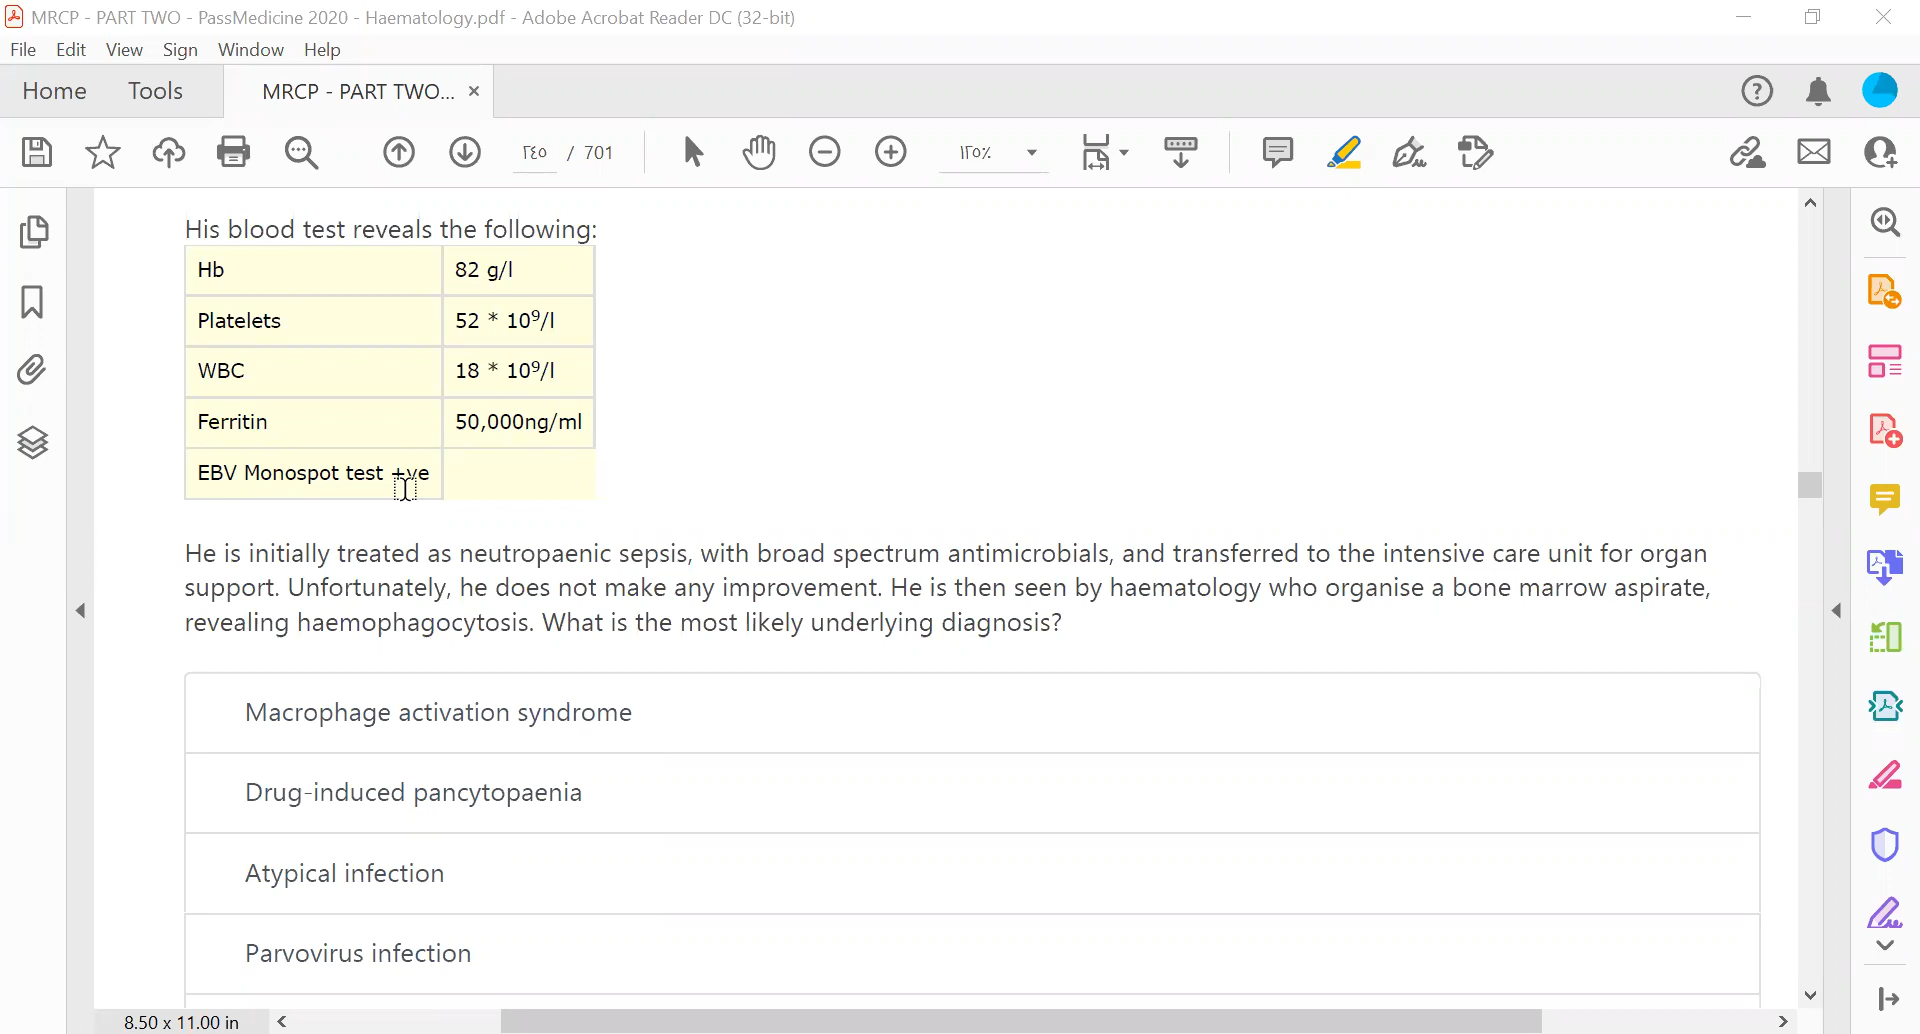 MRCP - PART TWO - PassMedicine 2020 - Haematology.pdf - Adobe Acrobat Reader DC (32-bit)
File Edit View Sign Window Help
Home Tools MRCP - PART TWO... ×
٢٤٥ / 701 ١٢٥٪
His blood test reveals the following:
Hb 82 g/l
Platelets 52 * 10⁹/l
WBC 18 * 10⁹/l
Ferritin 50,000ng/ml
EBV Monospot test +ve
He is initially treated as neutropaenic sepsis, with broad spectrum antimicrobials, and transferred to the intensive care unit for organ
support. Unfortunately, he does not make any improvement. He is then seen by haematology who organise a bone marrow aspirate,
revealing haemophagocytosis. What is the most likely underlying diagnosis?
Macrophage activation syndrome
Drug-induced pancytopaenia
Atypical infection
Parvovirus infection
8.50 x 11.00 in